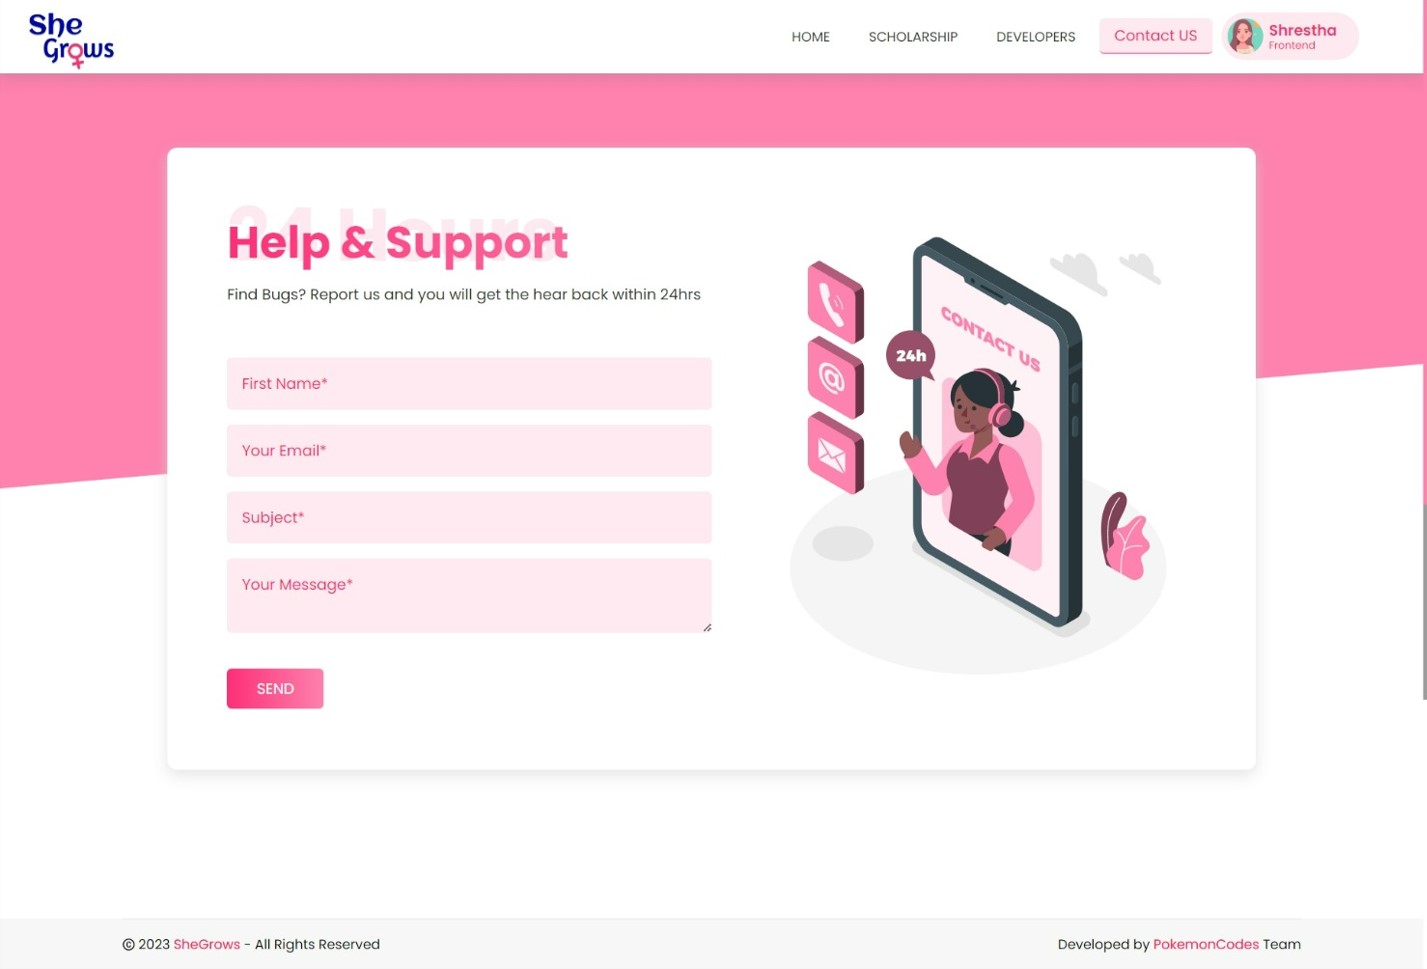 She
Grows
HOME
SCHOLARSHIP
DEVELOPERS
Contact US
Shrestha
Frontend
24 Hours
Help & Support
Find Bugs? Report us and you will get the hear back within 24hrs
First Name*
Your Email*
Subject*
Your Message*
SEND
CONTACT US
24h
© 2023 SheGrows - All Rights Reserved
Developed by PokemonCodes Team